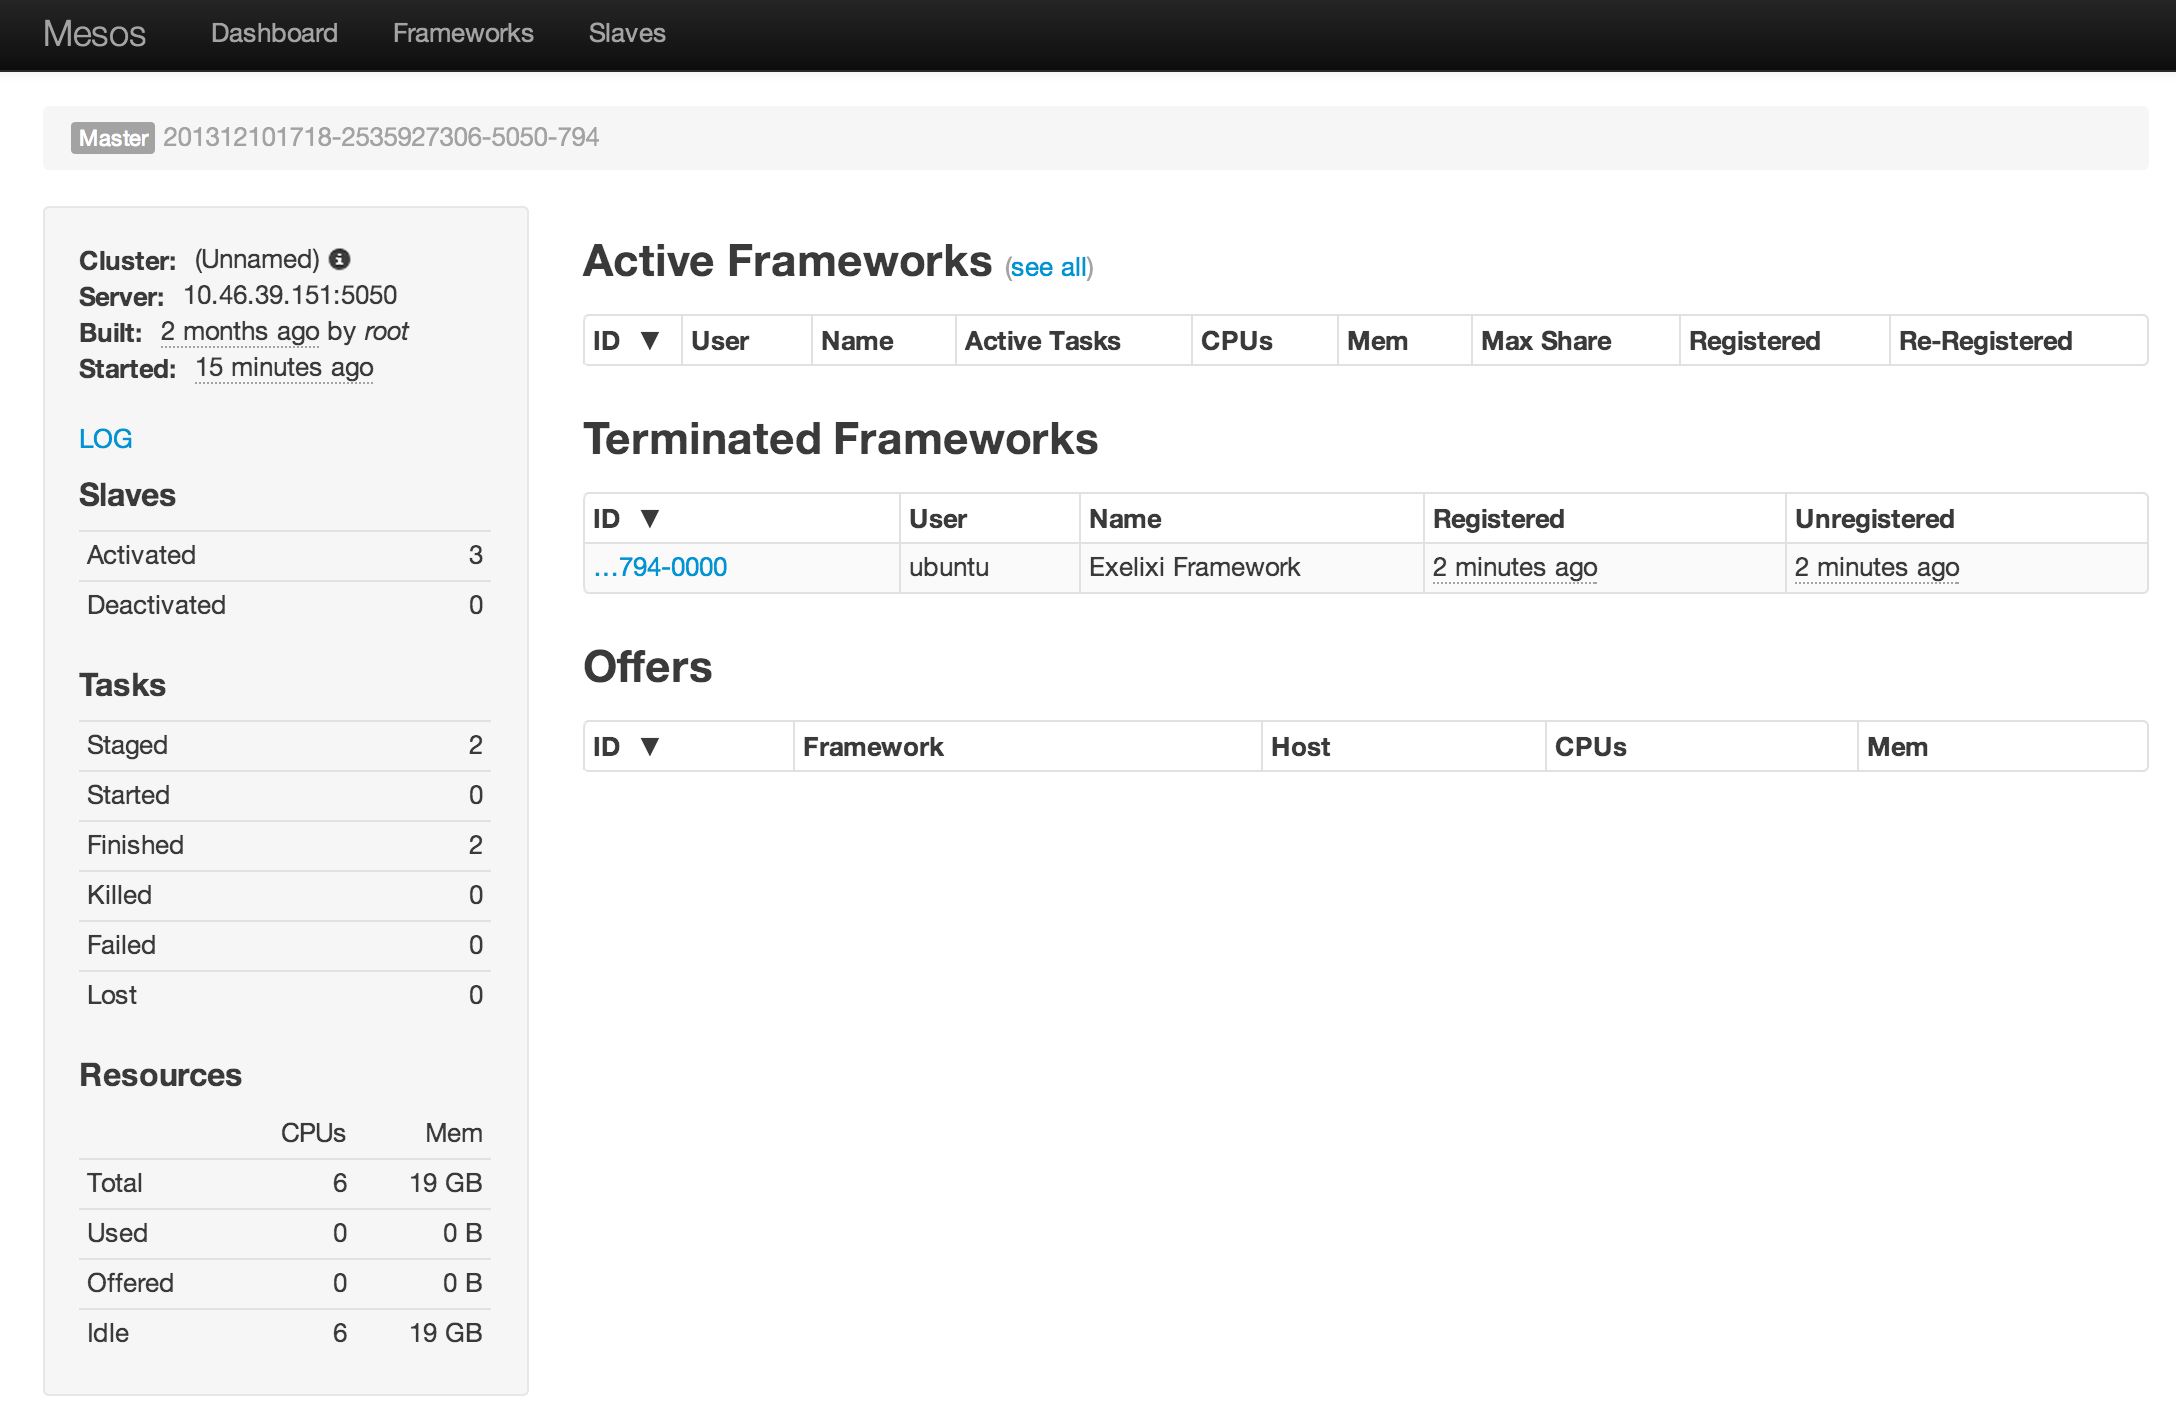 Mesos Dashboard Frameworks Slaves
Master 201312101718-2535927306-5050-794
Cluster: (Unnamed)
Server: 10.46.39.151:5050
Built: 2 months ago by root
Started: 15 minutes ago
LOG
Slaves
Activated 3
Deactivated 0
Tasks
Staged 2
Started 0
Finished 2
Killed 0
Failed 0
Lost 0
Resources
CPUs Mem
Total 6 19 GB
Used 0 0 B
Offered 0 0 B
Idle 6 19 GB
Active Frameworks (see all)
ID ▼ User Name Active Tasks CPUs Mem Max Share Registered Re-Registered
Terminated Frameworks
ID ▼ User Name Registered Unregistered
…794-0000 ubuntu Exelixi Framework 2 minutes ago 2 minutes ago
Offers
ID ▼ Framework Host CPUs Mem